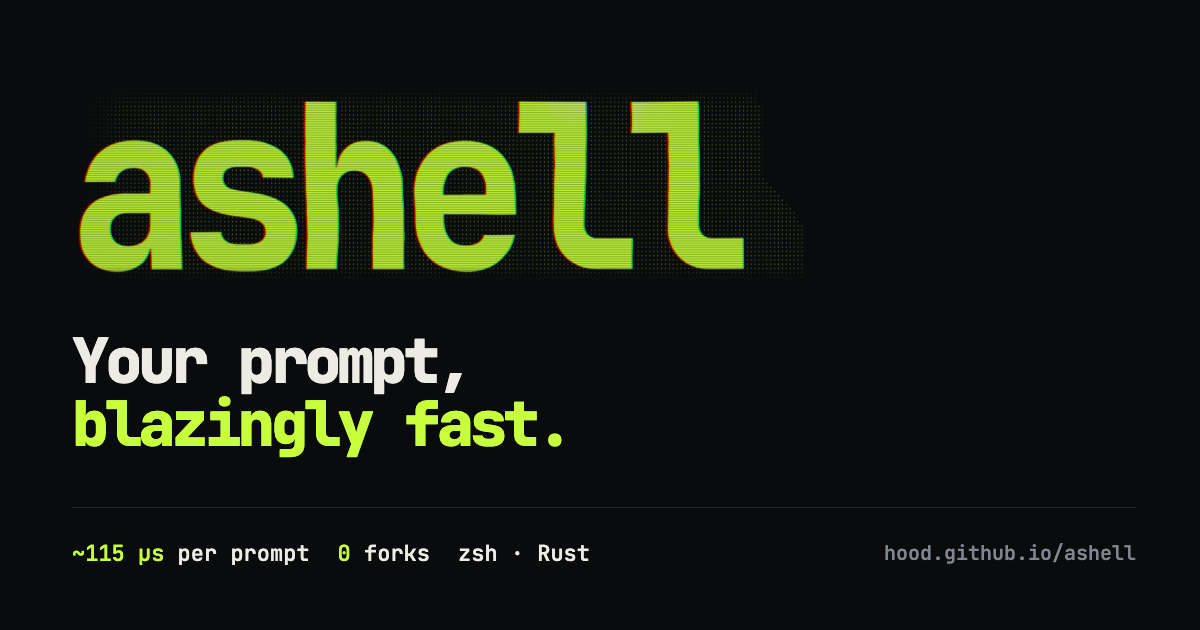 ashell
Your prompt,
blazingly fast.
~115 µs per prompt 0 forks zsh · Rust
hood.github.io/ashell